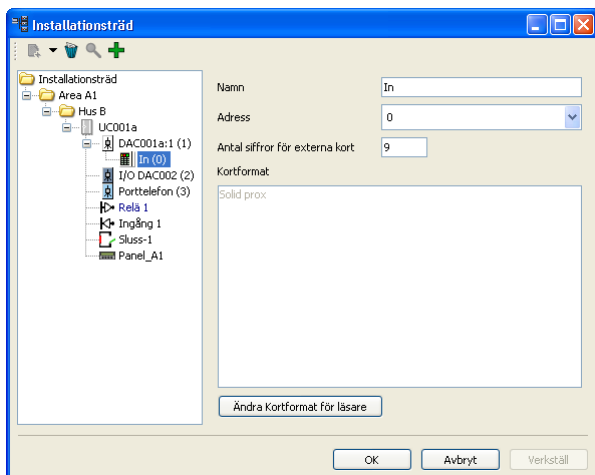 Installationsträd
Installationsträd
Area A1
Hus B
UC001a
DAC001a:1 (1)
In (0)
I/O DAC002 (2)
Porttelefon (3)
Relä 1
Ingång 1
Sluss-1
Panel_A1
Namn
In
Adress
0
Antal siffror för externa kort
9
Kortformat
Solid prox
Ändra Kortformat för läsare
OK
Avbryt
Verkställ